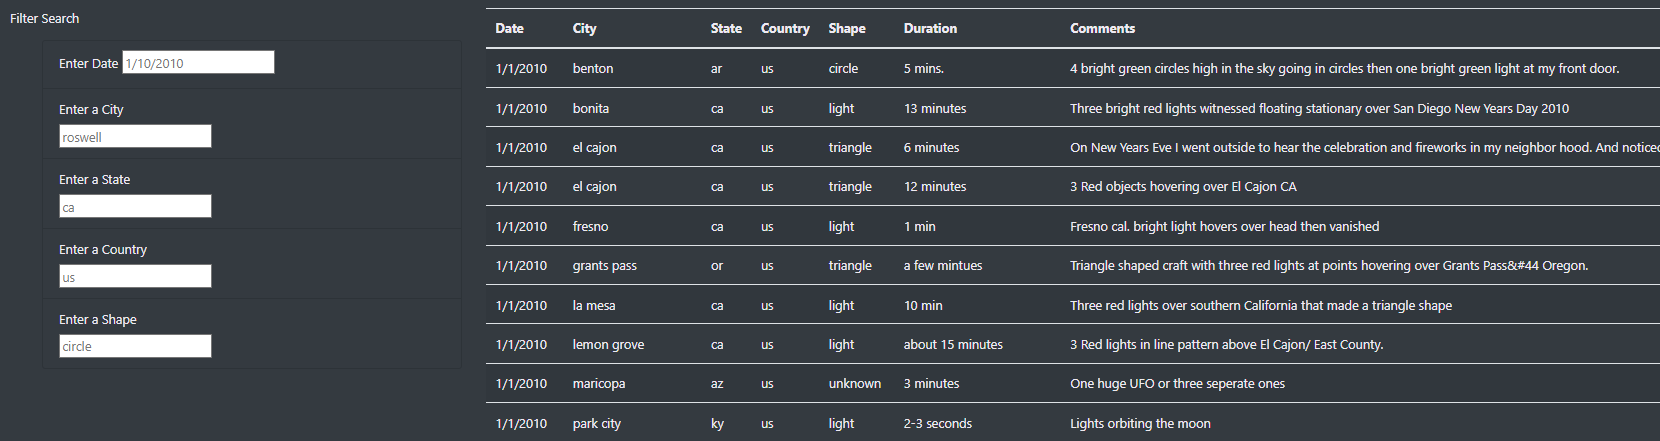 Filter Search
Enter Date 1/10/2010
Enter a City
roswell
Enter a State
ca
Enter a Country
us
Enter a Shape
circle
Date City State Country Shape Duration Comments
1/1/2010 benton ar us circle 5 mins. 4 bright green circles high in the sky going in circles then one bright green light at my front door.
1/1/2010 bonita ca us light 13 minutes Three bright red lights witnessed floating stationary over San Diego New Years Day 2010
1/1/2010 el cajon ca us triangle 6 minutes On New Years Eve I went outside to hear the celebration and fireworks in my neighbor hood. And noticed
1/1/2010 el cajon ca us triangle 12 minutes 3 Red objects hovering over El Cajon CA
1/1/2010 fresno ca us light 1 min Fresno cal. bright light hovers over head then vanished
1/1/2010 grants pass or us triangle a few mintues Triangle shaped craft with three red lights at points hovering over Grants Pass&#44 Oregon.
1/1/2010 la mesa ca us light 10 min Three red lights over southern California that made a triangle shape
1/1/2010 lemon grove ca us light about 15 minutes 3 Red lights in line pattern above El Cajon/ East County.
1/1/2010 maricopa az us unknown 3 minutes One huge UFO or three seperate ones
1/1/2010 park city ky us light 2-3 seconds Lights orbiting the moon